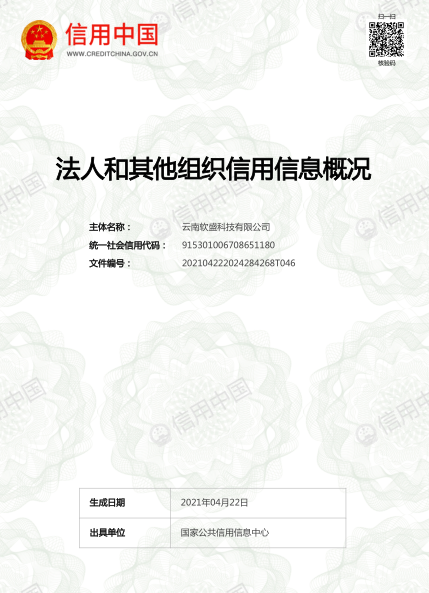 信用中国
WWW.CREDITCHINA.GOV.CN
扫一扫
核验码
法人和其他组织信用信息概况
主体名称： 云南软盛科技有限公司
统一社会信用代码： 915301006708651180
文件编号： 202104222024284268T046
生成日期 2021年04月22日
出具单位 国家公共信用信息中心